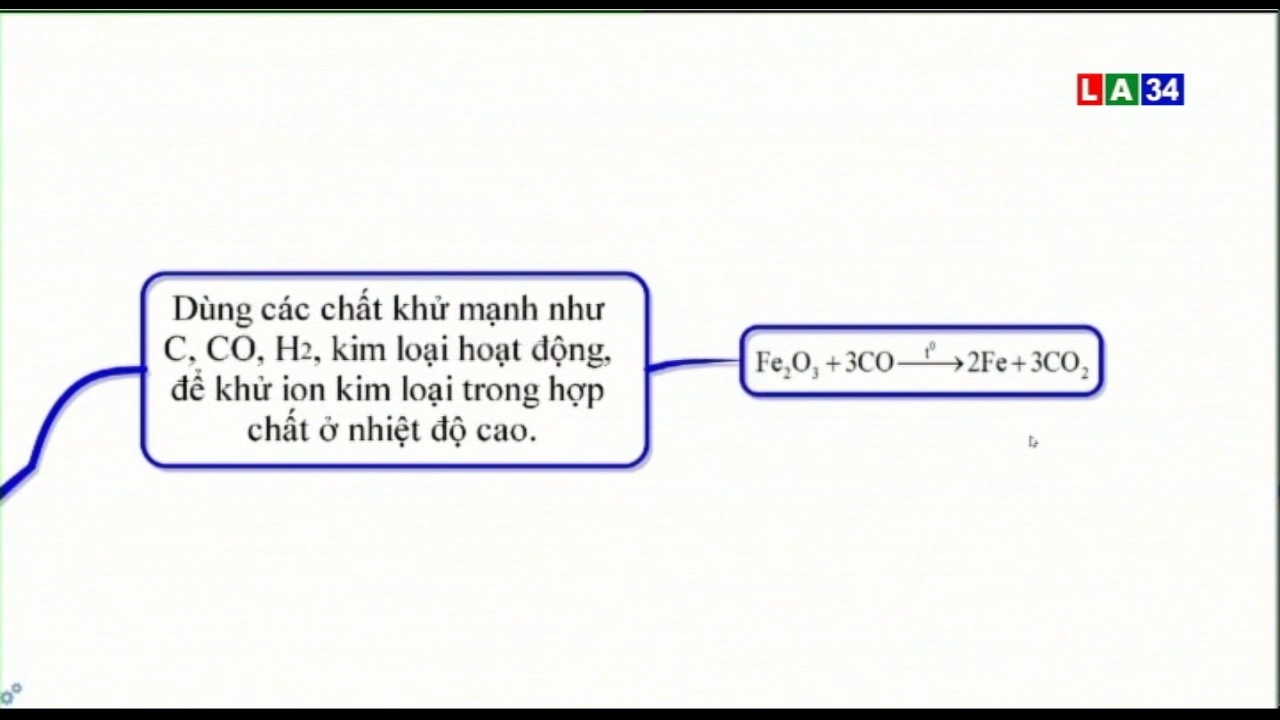 LA34
Dùng các chất khử mạnh như
C, CO, H2, kim loại hoạt động,
để khử ion kim loại trong hợp
chất ở nhiệt độ cao.
Fe₂O₃ + 3CO —t⁰→ 2Fe + 3CO₂